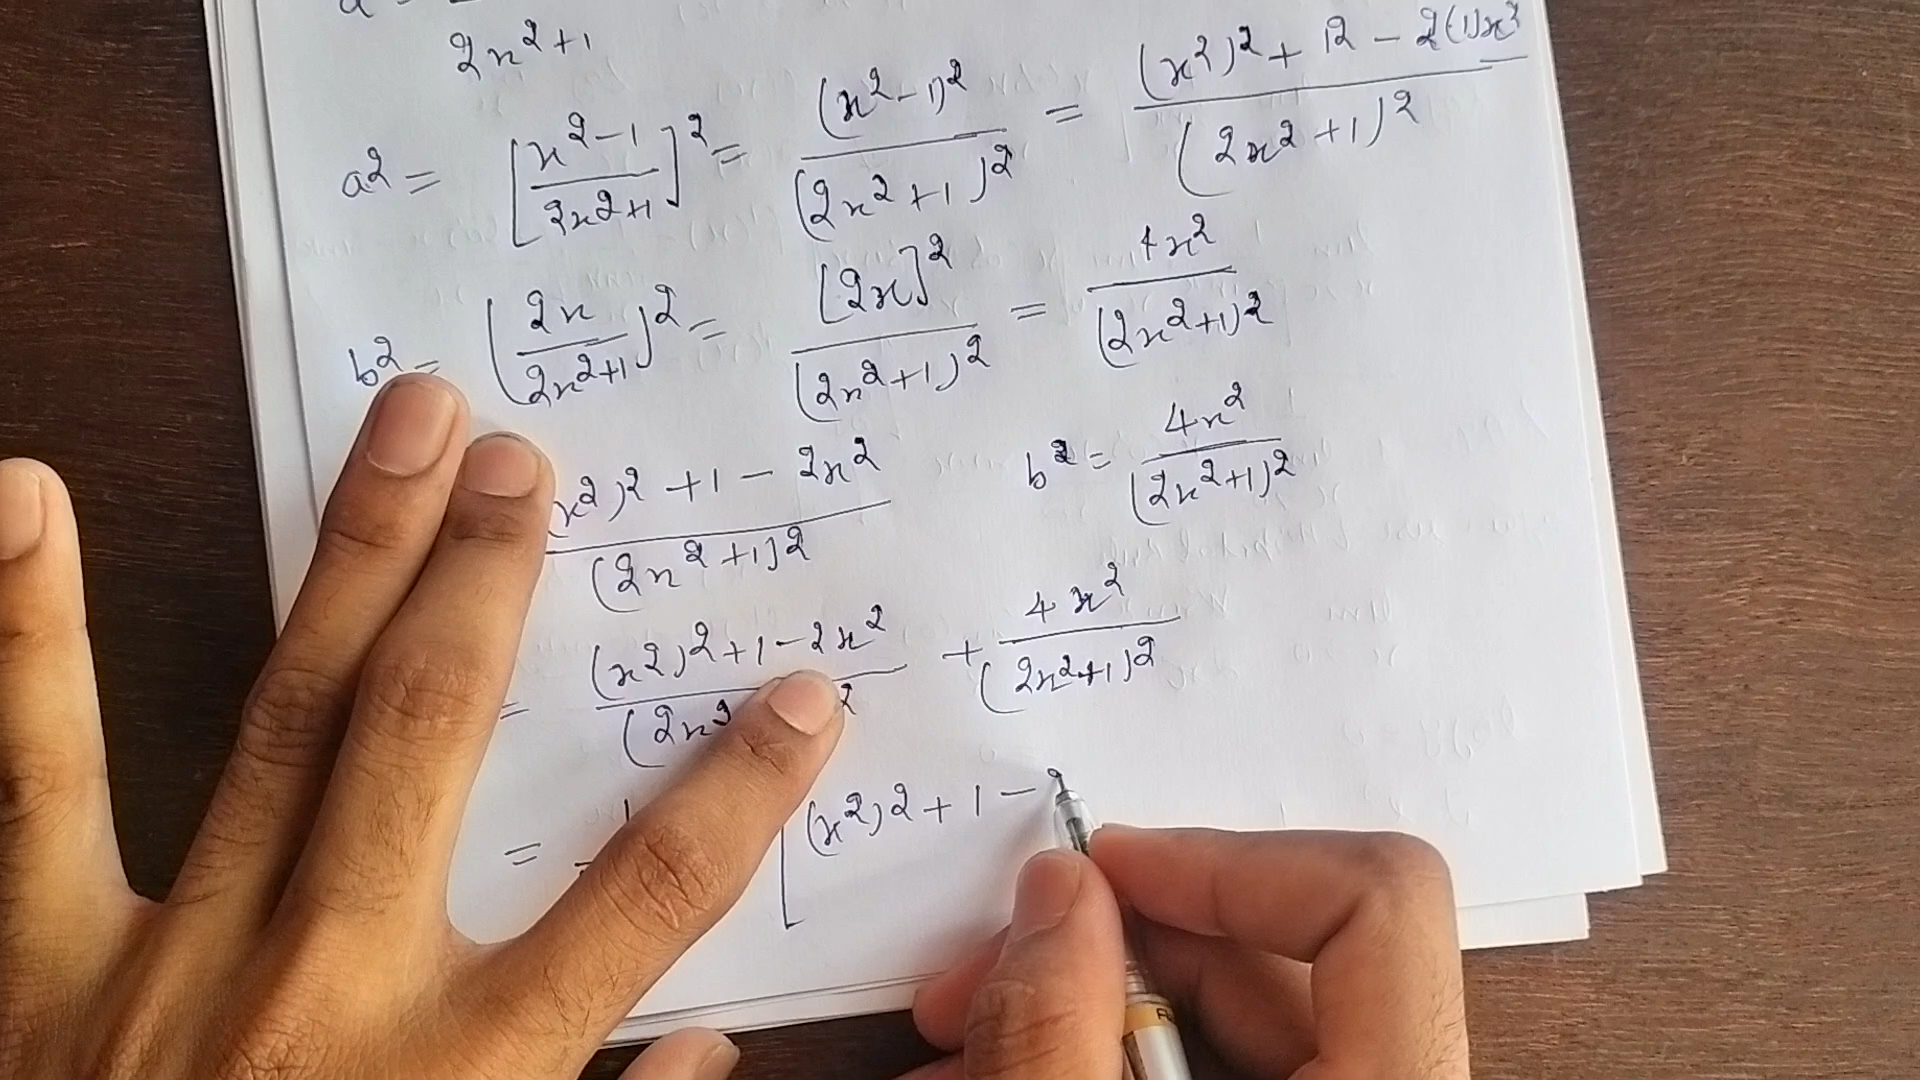 2x² + 1
a² = [x² - 1 / 2x² + 1]² = (x² - 1)² / (2x² + 1)² = (x²)² + 1² - 2(1)x² / (2x² + 1)²
b² = (2x / 2x² + 1)² = [2x]² / (2x² + 1)² = 4x² / (2x² + 1)²
x²)² + 1 - 2x² / (2x² + 1)² b² = 4x² / (2x² + 1)²
= (x²)² + 1 - 2x² / (2x² ² + 4x² / (2x² + 1)²
= 1 [(x²)² + 1 -